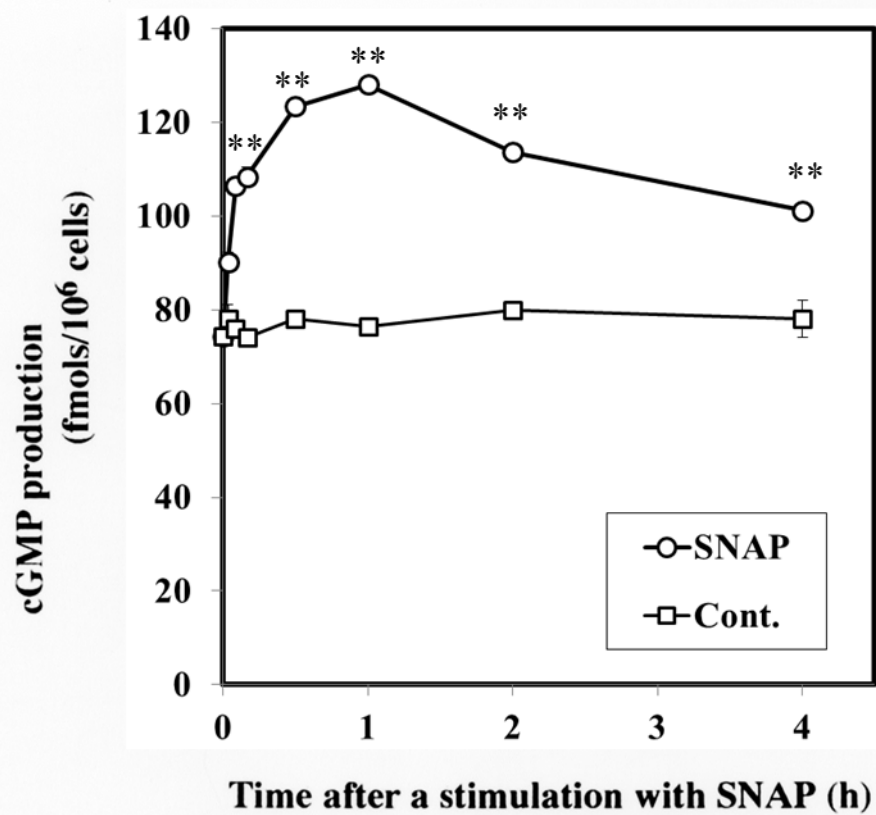 140
120
100
80
60
40
20
0
cGMP production
(fmols/10⁶ cells)
**
**
**
**
**
SNAP
Cont.
0 1 2 3 4
Time after a stimulation with SNAP (h)